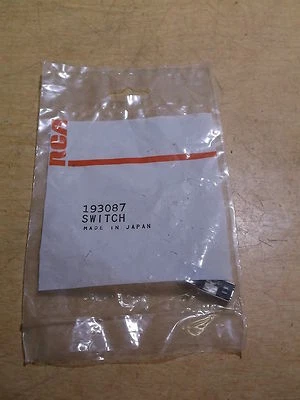 RCA
193087
SWITCH
MADE IN JAPAN